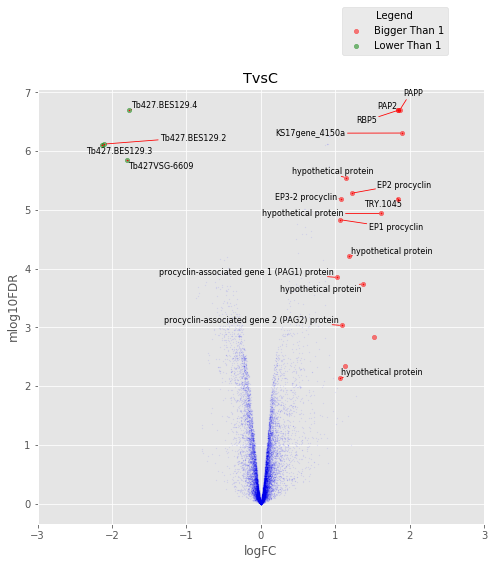 Legend
Bigger Than 1
Lower Than 1
TvsC
PAPP
PAP2
RBP5
Tb427.BES129.4
KS17gene_4150a
Tb427.BES129.2
Tb427.BES129.3
Tb427VSG-6609
hypothetical protein
EP2 procyclin
EP3-2 procyclin
TRY.1045
hypothetical protein
EP1 procyclin
hypothetical protein
procyclin-associated gene 1 (PAG1) protein
hypothetical protein
procyclin-associated gene 2 (PAG2) protein
hypothetical protein
mlog10FDR
7
6
5
4
3
2
1
0
−3 −2 −1 0 1 2 3
logFC